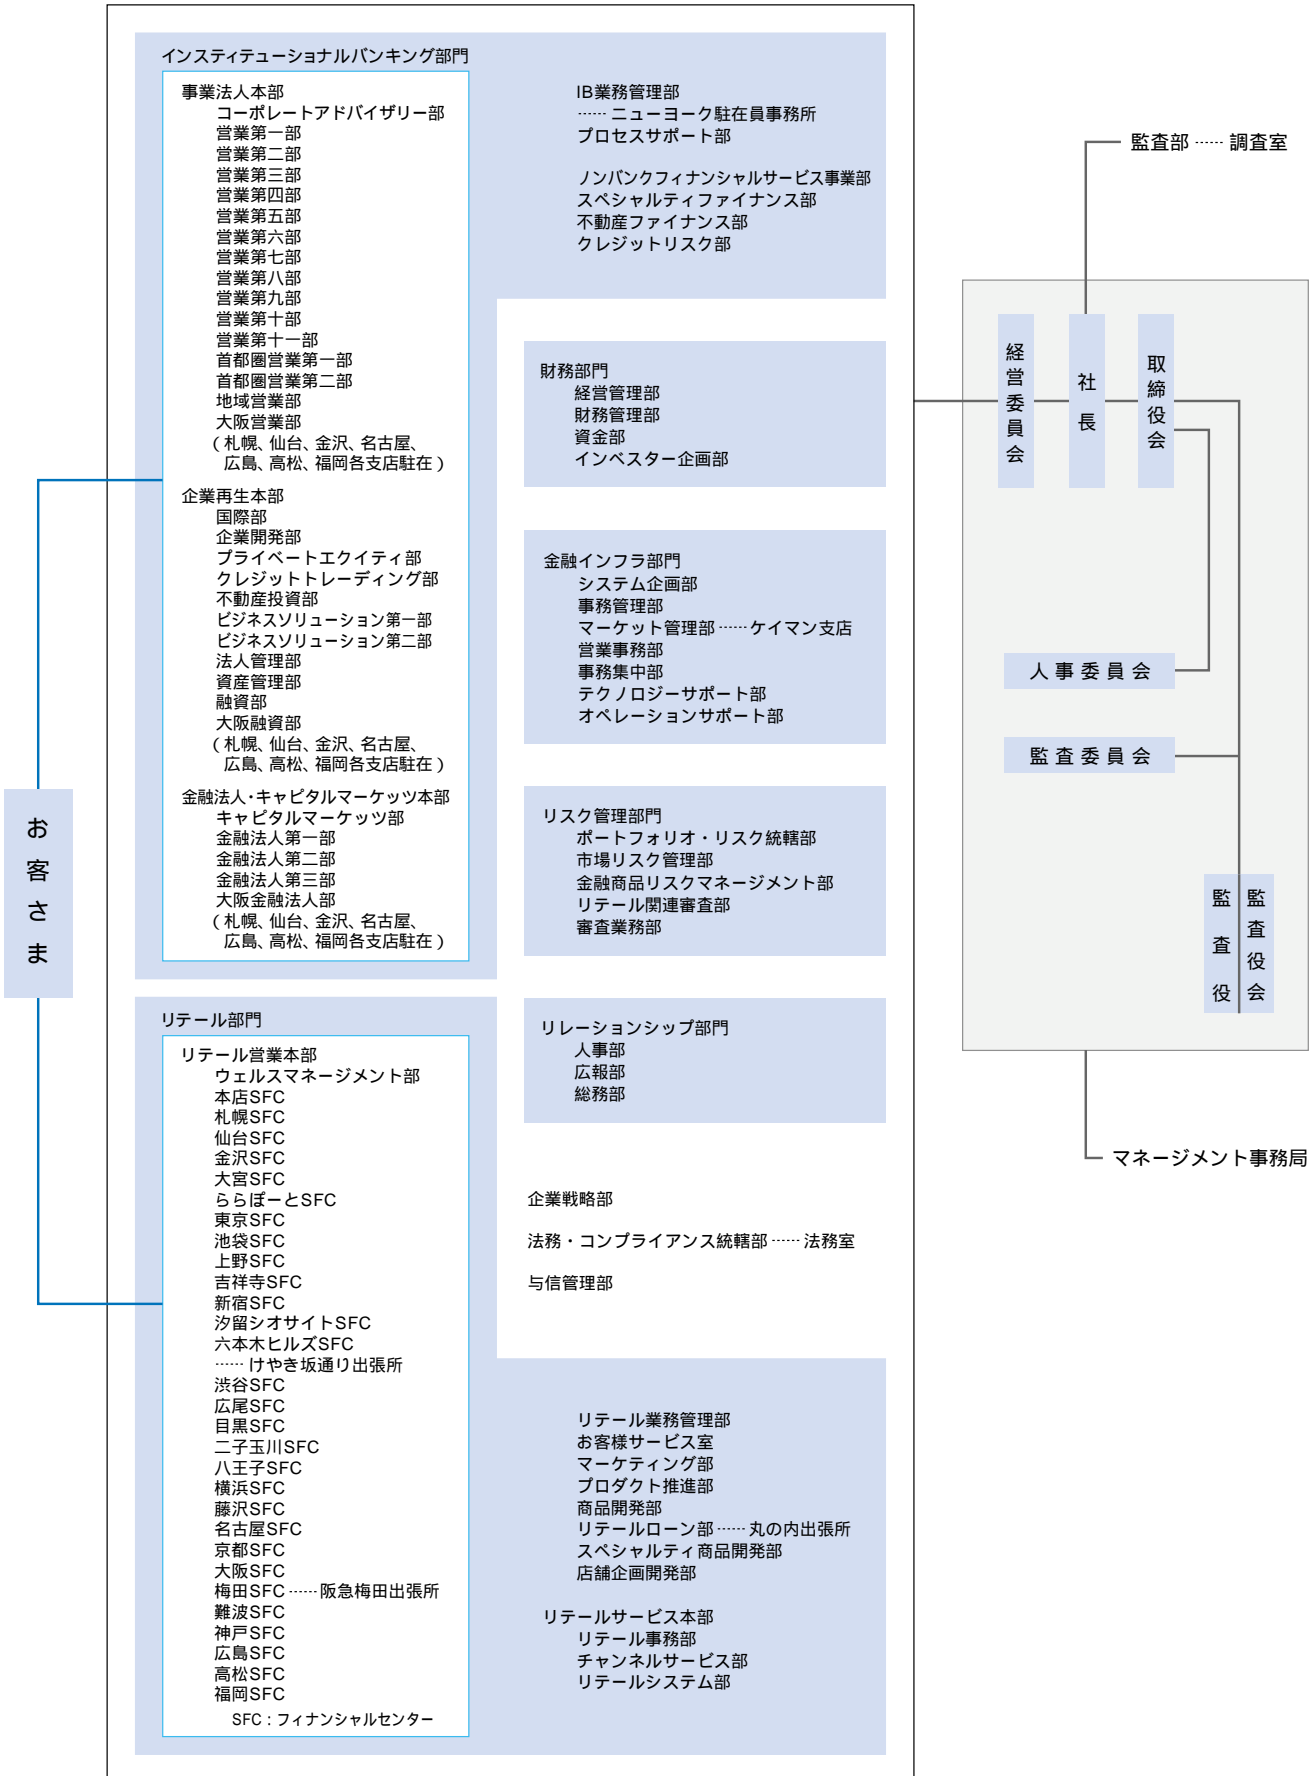 インスティテューショナルバンキング部門
事業法人本部
コーポレートアドバイザリー部
営業第一部
営業第二部
営業第三部
営業第四部
営業第五部
営業第六部
営業第七部
営業第八部
営業第九部
営業第十部
営業第十一部
首都圏営業第一部
首都圏営業第二部
地域営業部
大阪営業部
(札幌、仙台、金沢、名古屋、
広島、高松、福岡各支店駐在)
企業再生本部
国際部
企業開発部
プライベートエクイティ部
クレジットトレーディング部
不動産投資部
ビジネスソリューション第一部
ビジネスソリューション第二部
法人管理部
資産管理部
融資部
大阪融資部
(札幌、仙台、金沢、名古屋、
広島、高松、福岡各支店駐在)
金融法人・キャピタルマーケッツ本部
キャピタルマーケッツ部
金融法人第一部
金融法人第二部
金融法人第三部
大阪金融法人部
(札幌、仙台、金沢、名古屋、
広島、高松、福岡各支店駐在)
IB業務管理部
……ニューヨーク駐在員事務所
プロセスサポート部
ノンバンクフィナンシャルサービス事業部
スペシャルティファイナンス部
不動産ファイナンス部
クレジットリスク部
財務部門
経営管理部
財務管理部
資金部
インベスター企画部
金融インフラ部門
システム企画部
事務管理部
マーケット管理部……ケイマン支店
営業事務部
事務集中部
テクノロジーサポート部
オペレーションサポート部
リスク管理部門
ポートフォリオ・リスク統轄部
市場リスク管理部
金融商品リスクマネージメント部
リテール関連審査部
審査業務部
リレーションシップ部門
人事部
広報部
総務部
企業戦略部
法務・コンプライアンス統轄部……法務室
与信管理部
リテール部門
リテール営業本部
ウェルスマネージメント部
本店SFC
札幌SFC
仙台SFC
金沢SFC
大宮SFC
ららぽーとSFC
東京SFC
池袋SFC
上野SFC
吉祥寺SFC
新宿SFC
汐留シオサイトSFC
六本木ヒルズSFC
……けやき坂通り出張所
渋谷SFC
広尾SFC
目黒SFC
二子玉川SFC
八王子SFC
横浜SFC
藤沢SFC
名古屋SFC
京都SFC
大阪SFC
梅田SFC……阪急梅田出張所
難波SFC
神戸SFC
広島SFC
高松SFC
福岡SFC
SFC：フィナンシャルセンター
リテール業務管理部
お客様サービス室
マーケティング部
プロダクト推進部
商品開発部
リテールローン部……丸の内出張所
スペシャルティ商品開発部
店舗企画開発部
リテールサービス本部
リテール事務部
チャンネルサービス部
リテールシステム部
お客さま
監査部……調査室
経営委員会
社長
取締役会
人事委員会
監査委員会
監査役
監査役会
マネージメント事務局